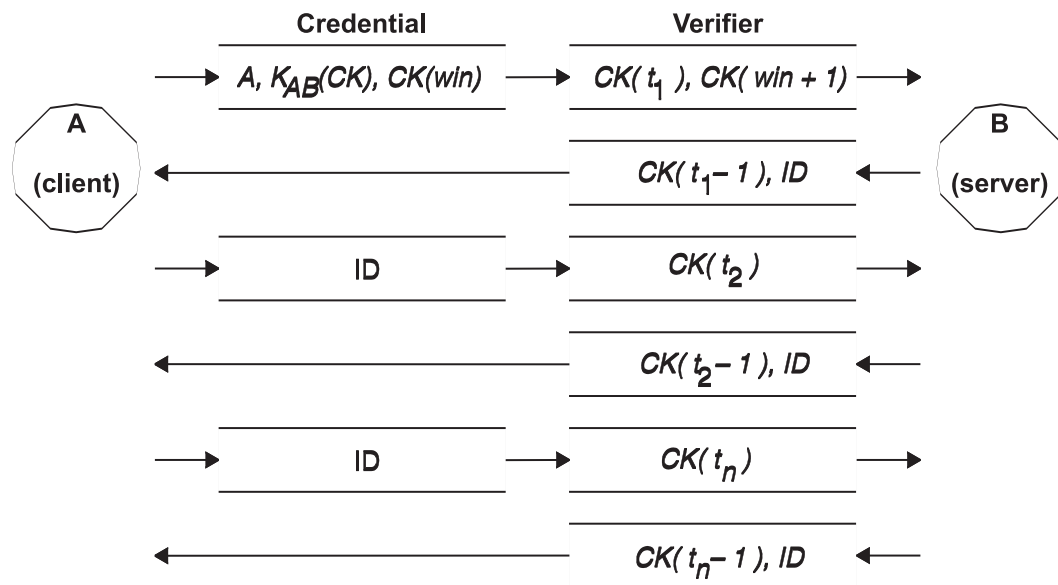 Credential Verifier
A, K_AB(CK), CK(win) CK( t_1 ), CK( win + 1)
A
(client)
B
(server)
CK( t_1 – 1), ID
ID CK( t_2 )
CK( t_2 – 1), ID
ID CK( t_n )
CK( t_n – 1), ID